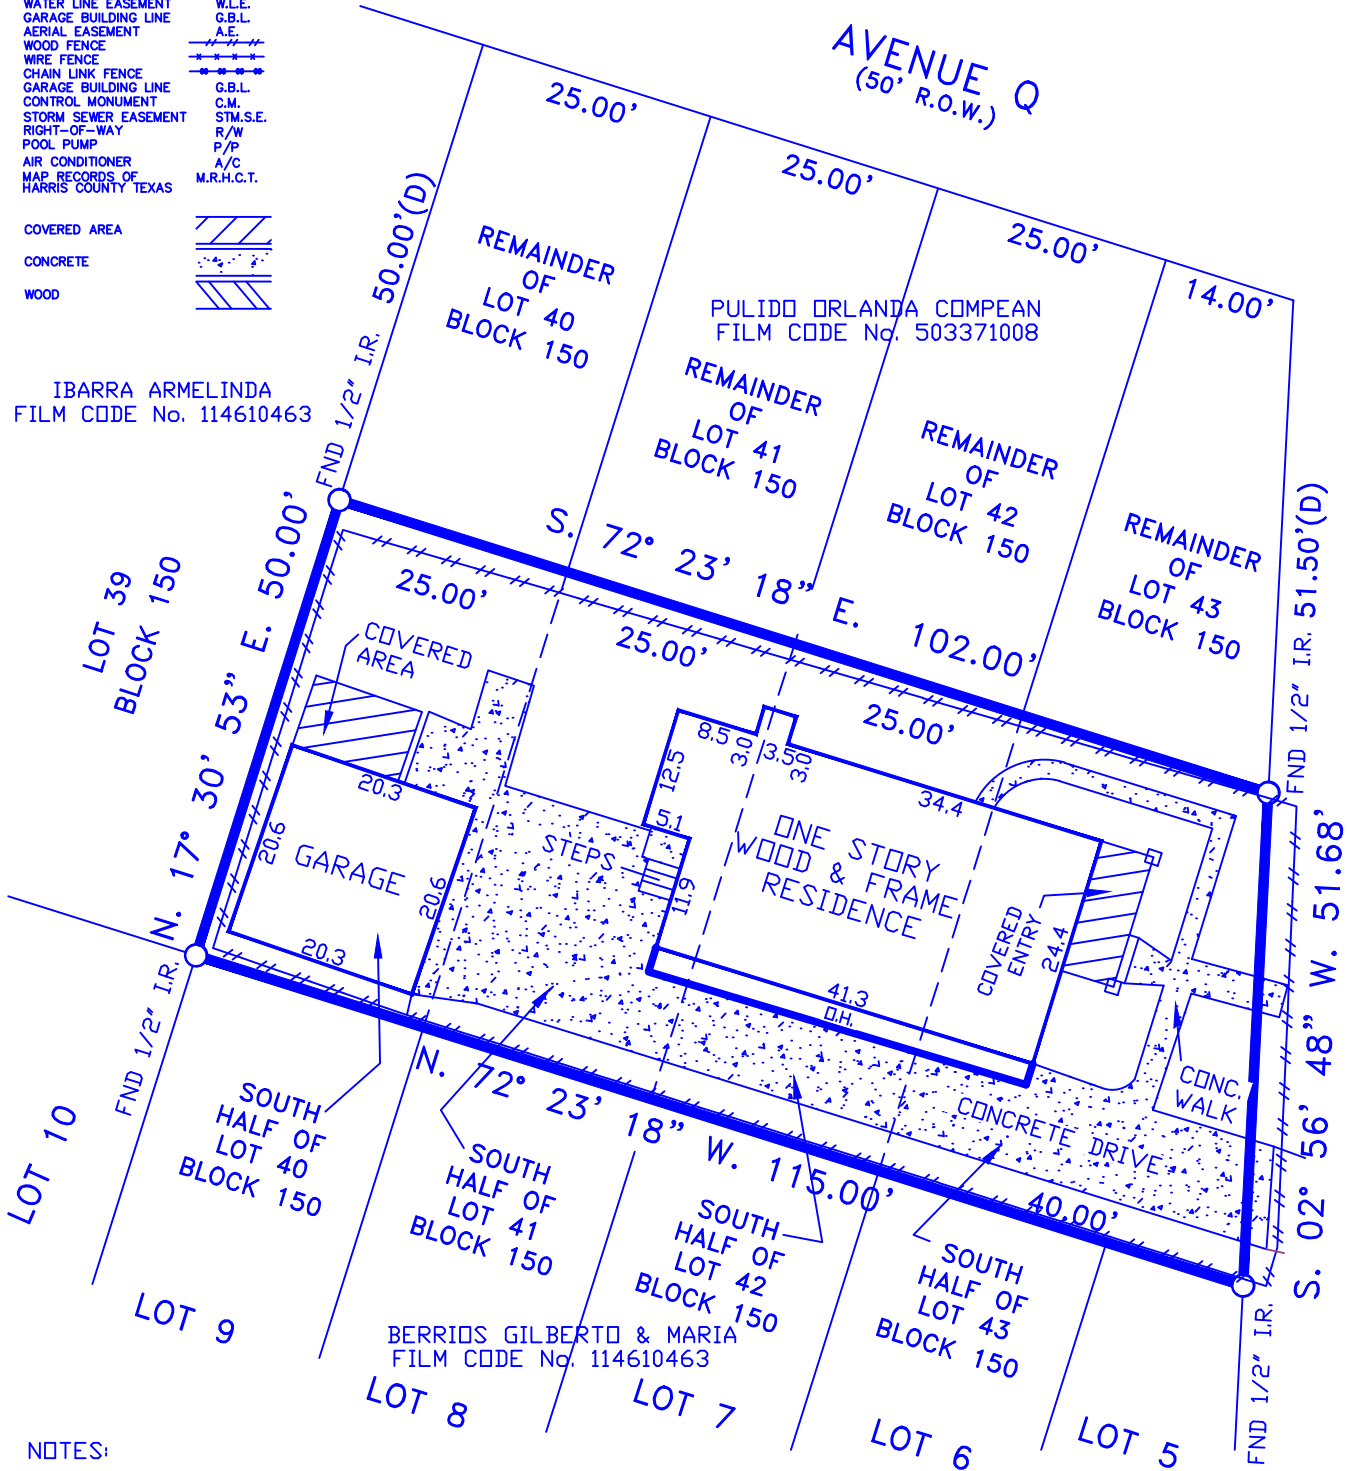 WATER LINE EASEMENT W.L.E.
GARAGE BUILDING LINE G.B.L.
AERIAL EASEMENT A.E.
WOOD FENCE
WIRE FENCE
CHAIN LINK FENCE
GARAGE BUILDING LINE G.B.L.
CONTROL MONUMENT C.M.
STORM SEWER EASEMENT STM.S.E.
RIGHT-OF-WAY R/W
POOL PUMP P/P
AIR CONDITIONER A/C
MAP RECORDS OF M.R.H.C.T.
HARRIS COUNTY TEXAS
COVERED AREA
CONCRETE
WOOD
AVENUE Q
(50' R.O.W.)
25.00'
25.00'
25.00'
14.00'
50.00'(D)
FND 1/2" I.R.
REMAINDER
OF
LOT 40
BLOCK 150
PULIDO ORLANDA COMPEAN
FILM CODE No. 503371008
REMAINDER
OF
LOT 41
BLOCK 150
REMAINDER
OF
LOT 42
BLOCK 150
REMAINDER
OF
LOT 43
BLOCK 150
IBARRA ARMELINDA
FILM CODE No. 114610463
51.50'(D)
FND 1/2" I.R.
LOT 39
BLOCK 150
N. 17° 30' 53" E. 50.00'
S. 72° 23' 18" E. 102.00'
25.00'
25.00'
25.00'
COVERED
AREA
20.3
20.6
GARAGE
20.6
20.3
8.5
3.0
3.5
3.0
12.5
34.4
5.1
STEPS
11.9
ONE STORY
WOOD & FRAME
RESIDENCE
COVERED
ENTRY
24.4
41.3
O.H.
CONC.
WALK
CONCRETE DRIVE
S. 02° 56' 48" W. 51.68'
FND 1/2" I.R.
N. 72° 23' 18" W. 115.00'
40.00'
SOUTH
HALF OF
LOT 40
BLOCK 150
SOUTH
HALF OF
LOT 41
BLOCK 150
SOUTH
HALF OF
LOT 42
BLOCK 150
SOUTH
HALF OF
LOT 43
BLOCK 150
LOT 10
LOT 9
BERRIOS GILBERTO & MARIA
FILM CODE No. 114610463
LOT 8
LOT 7
LOT 6
LOT 5
FND 1/2" I.R.
NOTES: